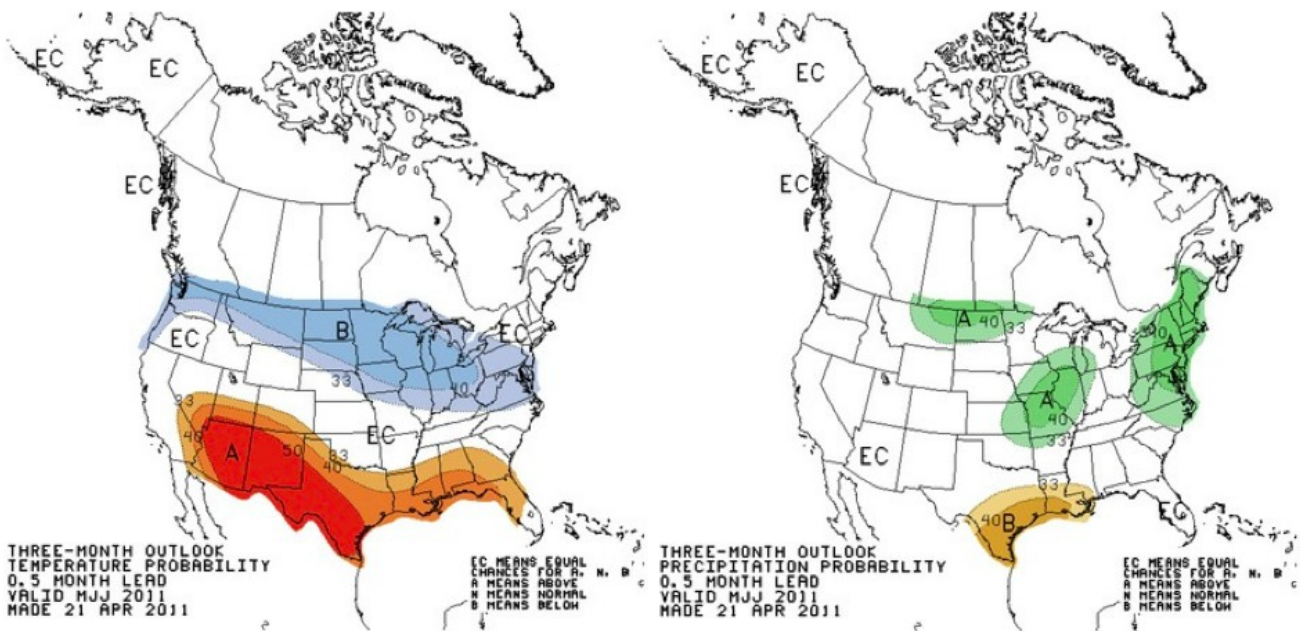 EC
EC
EC
B
EC
EC
33
40
33
40
A
50
EC
33
40
THREE-MONTH OUTLOOK
TEMPERATURE PROBABILITY
0.5 MONTH LEAD
VALID MJJ 2011
MADE 21 APR 2011
EC MEANS EQUAL
CHANCES FOR A, N, B
A MEANS ABOVE
N MEANS NORMAL
B MEANS BELOW
EC
EC
EC
A 40 33
A
40
A
40
33
EC
33
40 B
THREE-MONTH OUTLOOK
PRECIPITATION PROBABILITY
0.5 MONTH LEAD
VALID MJJ 2011
MADE 21 APR 2011
EC MEANS EQUAL
CHANCES FOR A, N, B
A MEANS ABOVE
N MEANS NORMAL
B MEANS BELOW